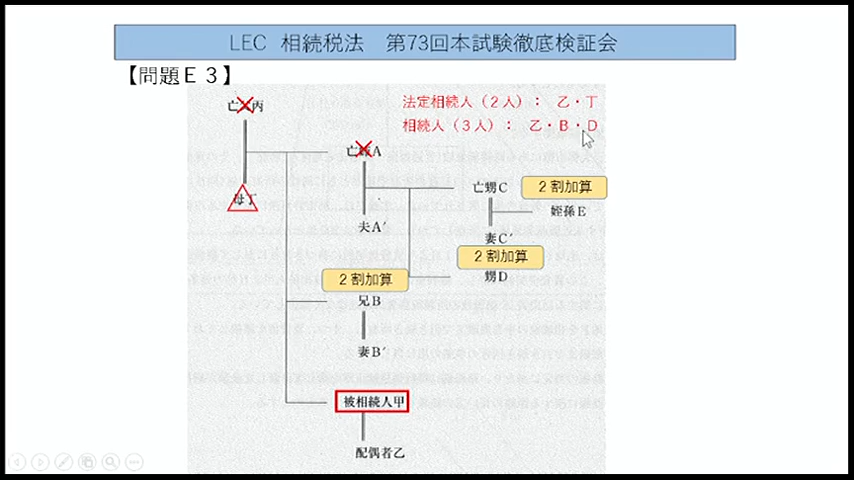 LEC 相続税法 第73回本試験徹底検証会
【問題E3】
法定相続人(2人): 乙・丁
相続人(3人): 乙・B・D
亡 丙
亡 A
母丁
亡甥C
2割加算
姪孫E
夫A′
妻C′
2割加算
甥D
2割加算
兄B
妻B′
被相続人甲
配偶者乙